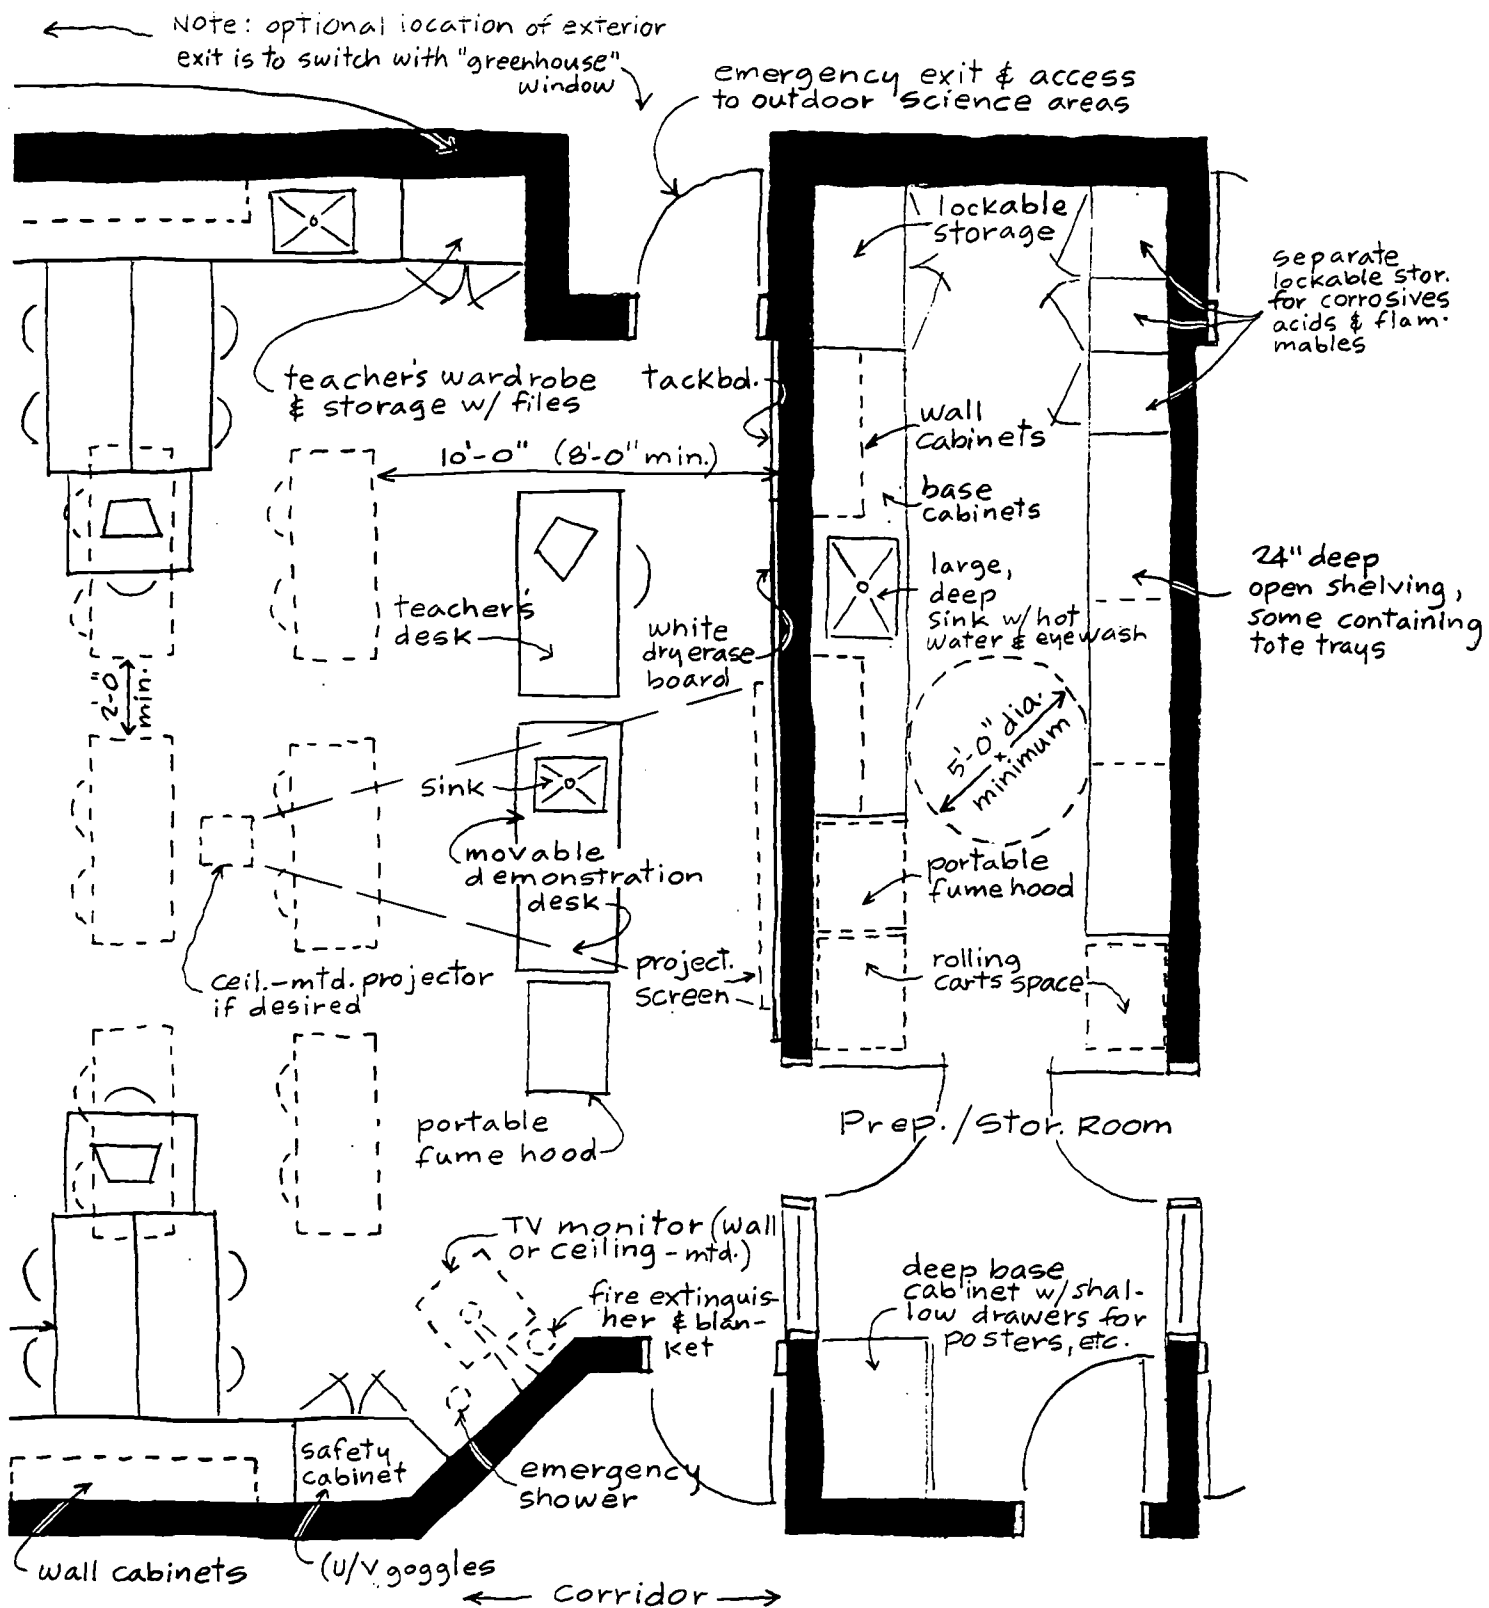 Note: optional location of exterior
exit is to switch with "greenhouse"
window
emergency exit & access
to outdoor science areas
lockable
storage
separate
lockable stor.
for corrosives
acids & flam-
mables
teacher's wardrobe
& storage w/ files
tackbd.
wall
cabinets
10'-0" (8'-0" min.)
base
cabinets
24" deep
open shelving,
some containing
tote trays
large,
deep
sink w/ hot
water & eyewash
teacher's
desk
white
dry erase
board
2'-0"
min.
5'-0" dia.
minimum
sink
movable
demonstration
desk
portable
fume hood
ceil.-mtd. projector
if desired
project.
screen
rolling
carts space
portable
fume hood
Prep./Stor. Room
TV monitor (wall
or ceiling-mtd.)
fire extinguis-
her & blan-
ket
deep base
cabinet w/ shal-
low drawers for
posters, etc.
safety
cabinet
emergency
shower
wall cabinets
(U/V goggles
corridor